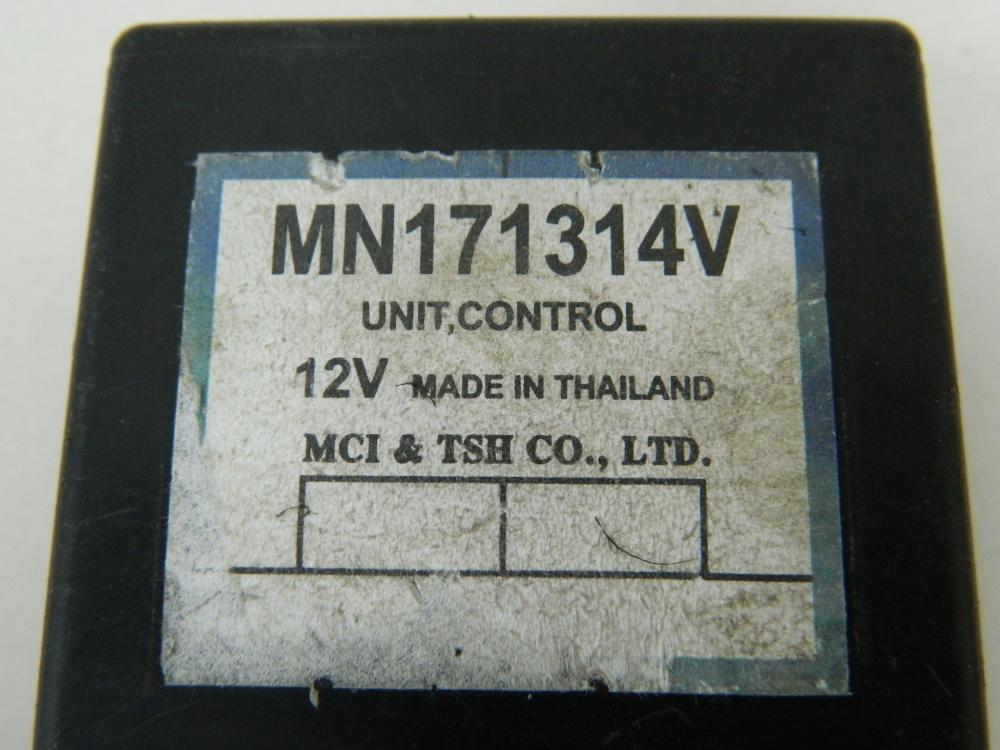 MN171314V
UNIT,CONTROL
12V MADE IN THAILAND
MCI & TSH CO., LTD.